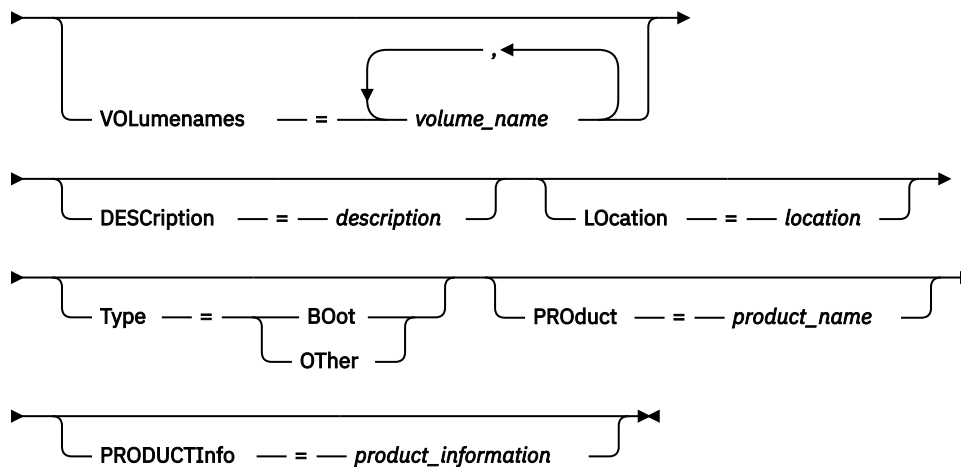 ,
VOLumenames = volume_name
DESCription = description LOcation = location
Type = BOot PROduct = product_name
OTher
PRODUCTInfo = product_information